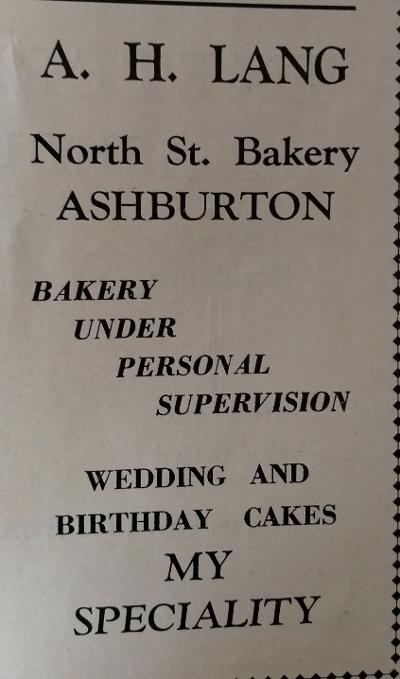 A. H. LANG
North St. Bakery
ASHBURTON
BAKERY
UNDER
PERSONAL
SUPERVISION
WEDDING AND
BIRTHDAY CAKES
MY
SPECIALITY